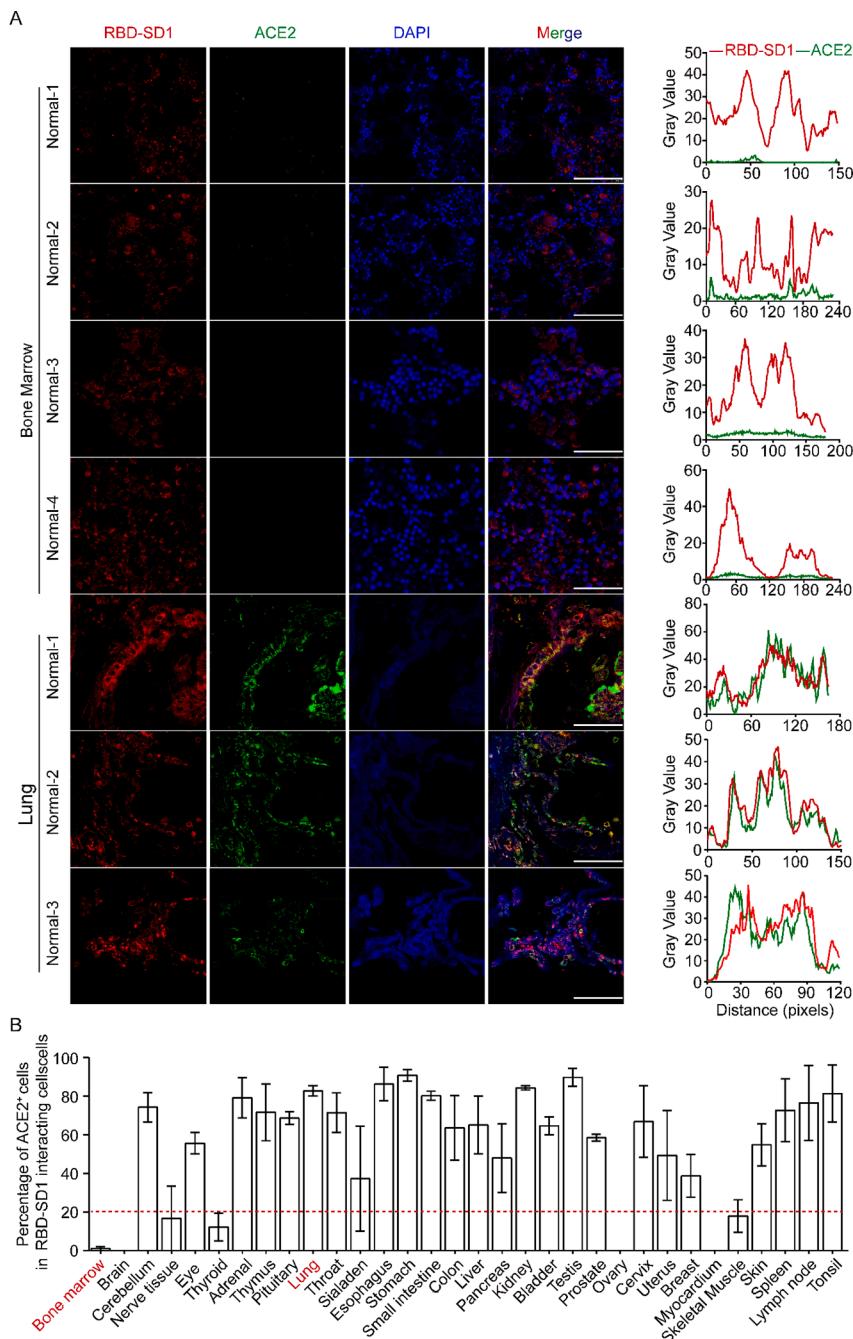 A
RBD-SD1 ACE2 DAPI Merge
RBD-SD1 ACE2
Bone Marrow
Normal-1
Gray Value
50
40
30
20
10
0
0 50 100 150
Normal-2
Gray Value
30
20
10
0
0 60 120 180 240
Normal-3
Gray Value
40
30
20
10
0
0 50 100 150 200
Normal-4
Gray Value
60
40
20
0
0 60 120 180 240
Lung
Normal-1
Gray Value
80
60
40
20
0
0 60 120 180
Normal-2
Gray Value
50
40
30
20
10
0
0 50 100 150
Normal-3
Gray Value
50
40
30
20
10
0
0 30 60 90 120
Distance (pixels)
B
Percentage of ACE2⁺ cells
in RBD-SD1 interacting cellscells
100
80
60
40
20
0
Bone marrow
Brain
Cerebellum
Nerve tissue
Eye
Thyroid
Adrenal
Thymus
Pituitary
Lung
Throat
Sialaden
Esophagus
Stomach
Small intestine
Colon
Liver
Pancreas
Kidney
Bladder
Testis
Prostate
Ovary
Cervix
Uterus
Breast
Myocardium
Skeletal Muscle
Skin
Spleen
Lymph node
Tonsil